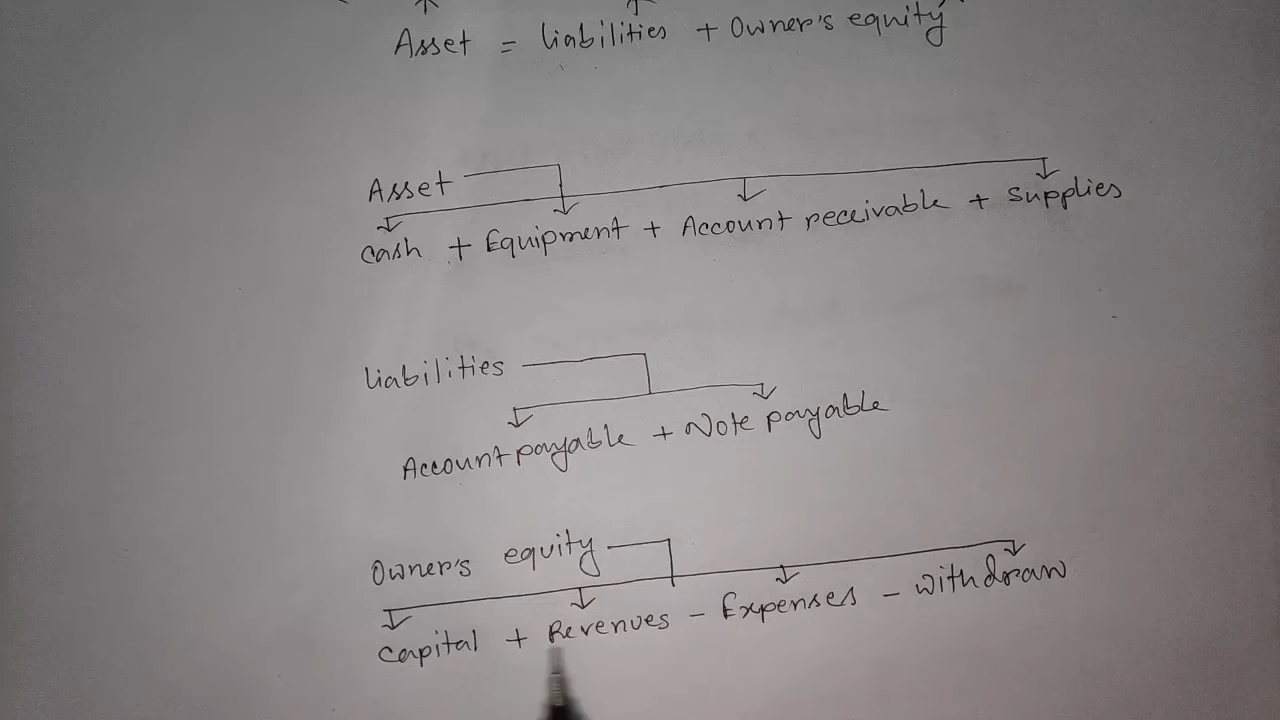 Asset = liabilities + Owner's equity
Asset
Cash + Equipment + Account receivable + Supplies
liabilities
Account payable + Note payable
Owner's equity
Capital + Revenues - Expenses - withdraw